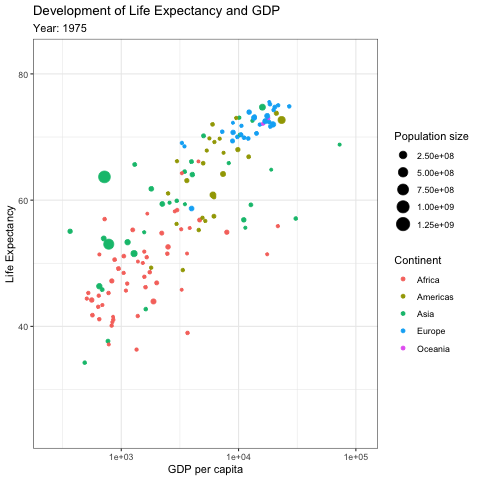 Development of Life Expectancy and GDP
Year: 1975
80
60
40
Life Expectancy
1e+03
1e+04
1e+05
GDP per capita
Population size
2.50e+08
5.00e+08
7.50e+08
1.00e+09
1.25e+09
Continent
Africa
Americas
Asia
Europe
Oceania